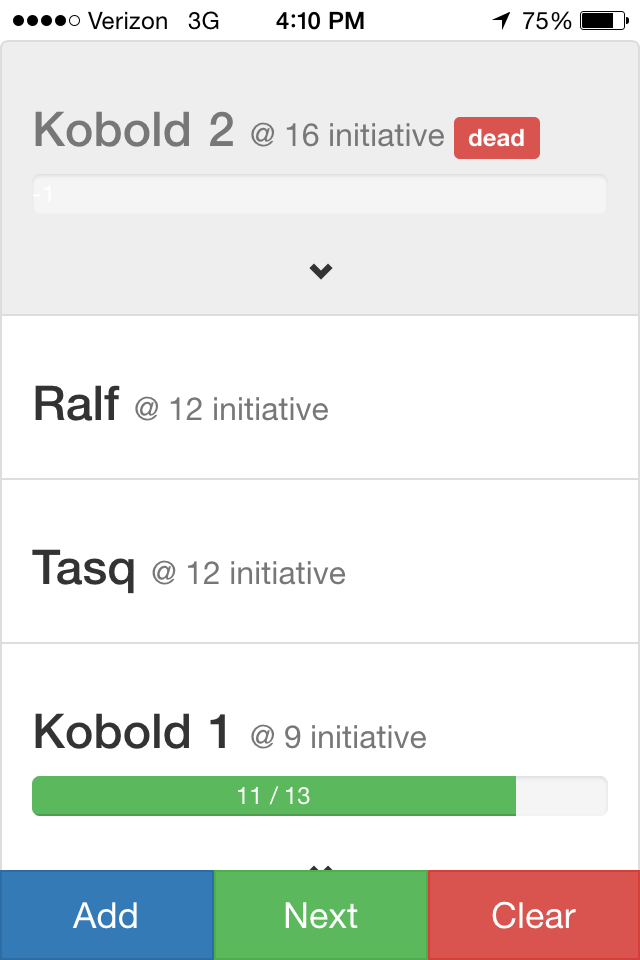 Verizon 3G 4:10 PM 75%
Kobold 2 @ 16 initiative dead
-1
Ralf @ 12 initiative
Tasq @ 12 initiative
Kobold 1 @ 9 initiative
11 / 13
Add Next Clear